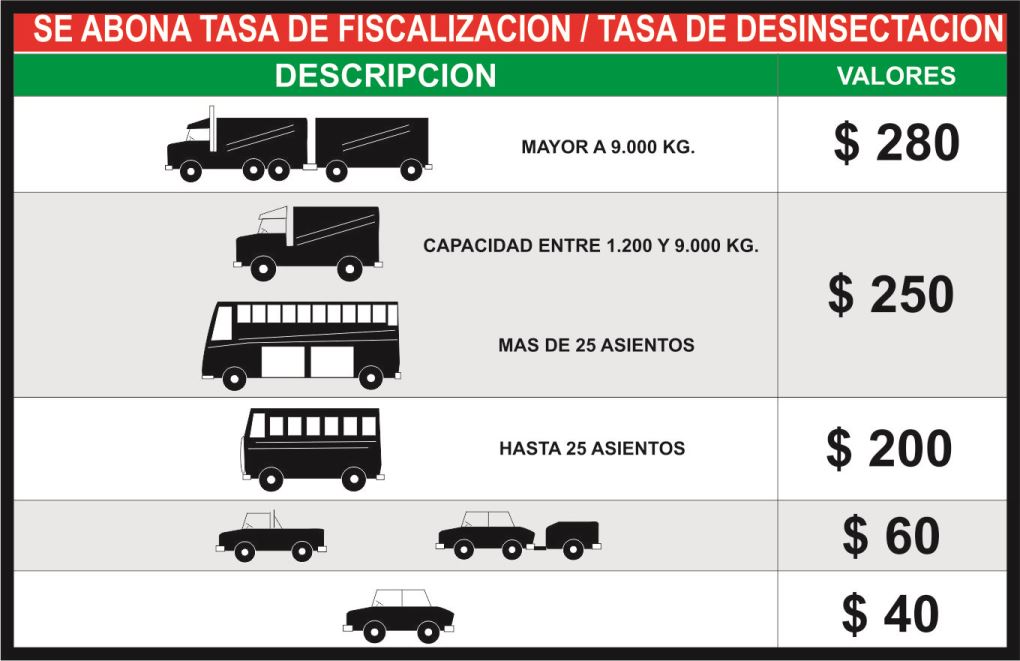 SE ABONA TASA DE FISCALIZACION / TASA DE DESINSECTACION
DESCRIPCION VALORES
MAYOR A 9.000 KG. $ 280
CAPACIDAD ENTRE 1.200 Y 9.000 KG.
$ 250
MAS DE 25 ASIENTOS
HASTA 25 ASIENTOS $ 200
$ 60
$ 40